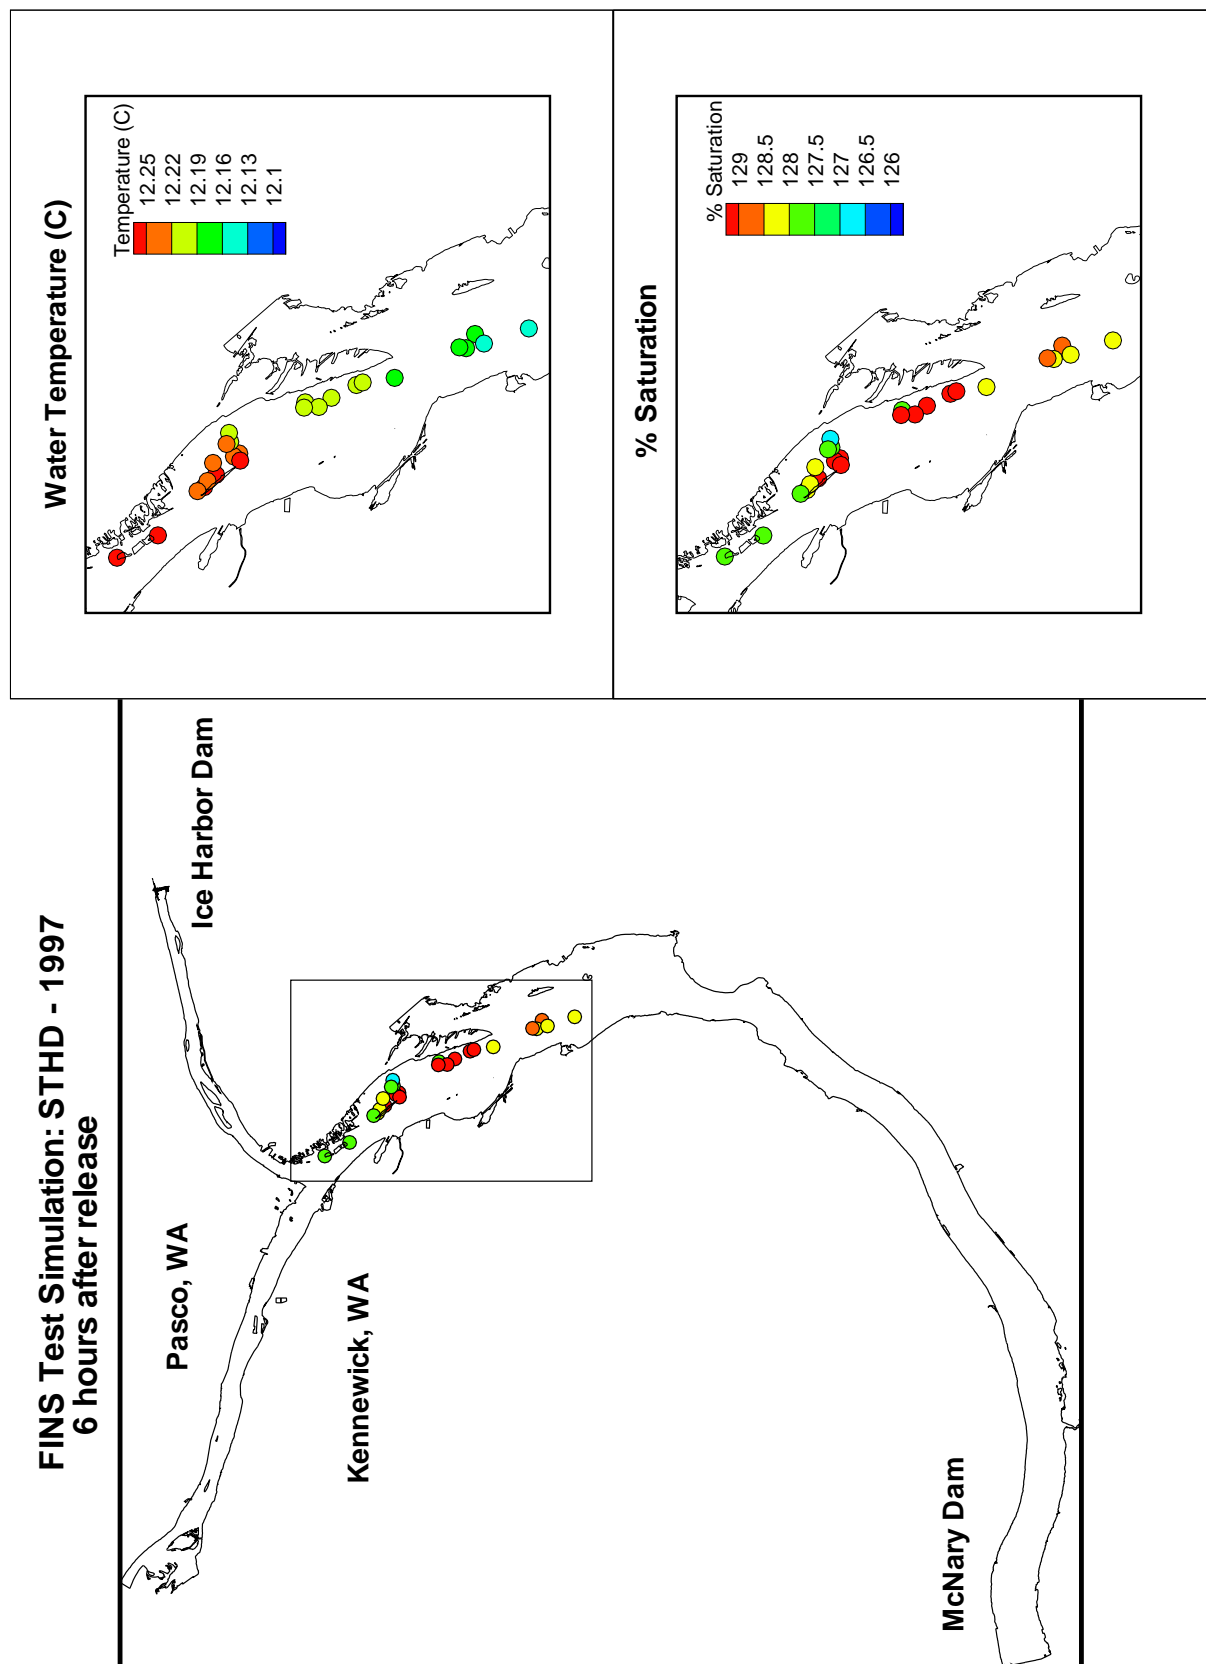 FINS Test Simulation: STHD - 1997
6 hours after release
Ice Harbor Dam
Pasco, WA
Kennewick, WA
McNary Dam
Water Temperature (C)
Temperature (C)
12.25
12.22
12.19
12.16
12.13
12.1
% Saturation
% Saturation
129
128.5
128
127.5
127
126.5
126